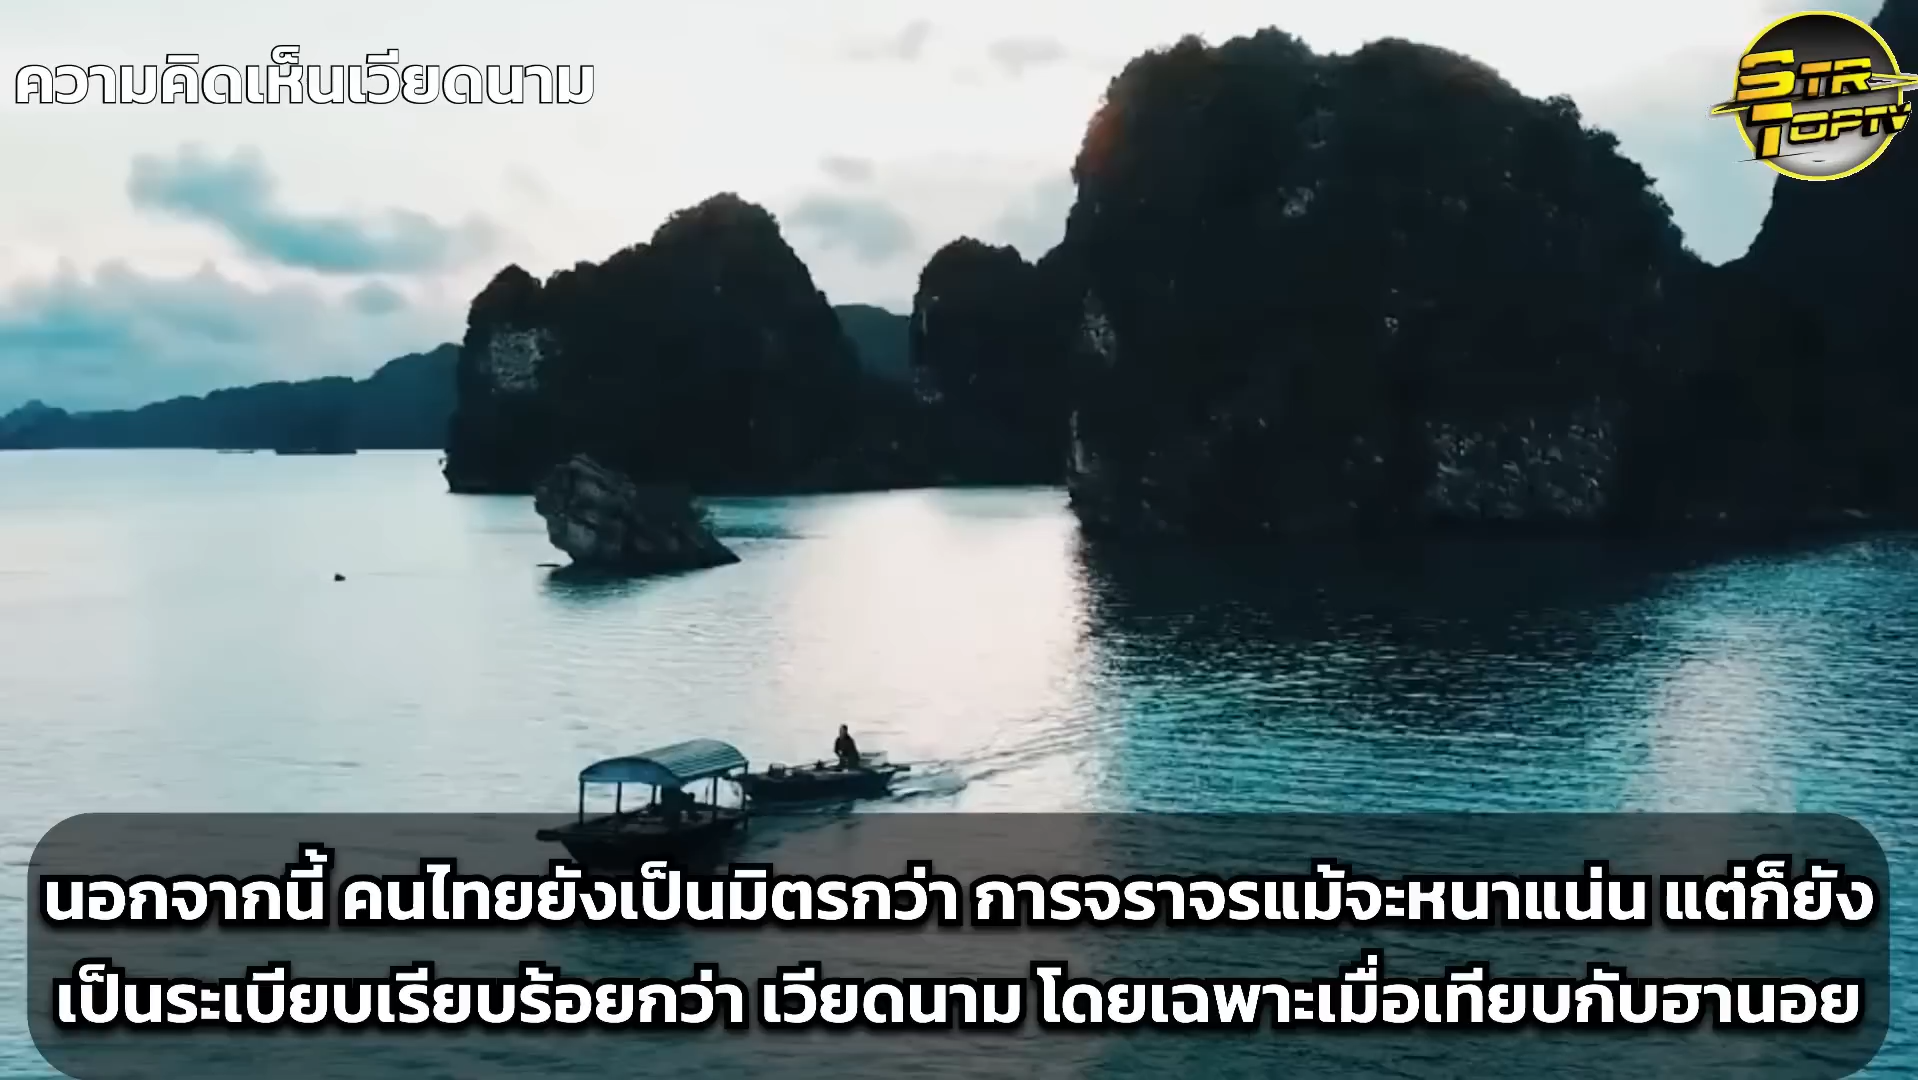 ความคิดเห็นเวียดนาม
STR
TOPTV
นอกจากนี้ คนไทยยังเป็นมิตรกว่า การจราจรแม้จะหนาแน่น แต่ก็ยัง
เป็นระเบียบเรียบร้อยกว่า เวียดนาม โดยเฉพาะเมื่อเทียบกับฮานอย